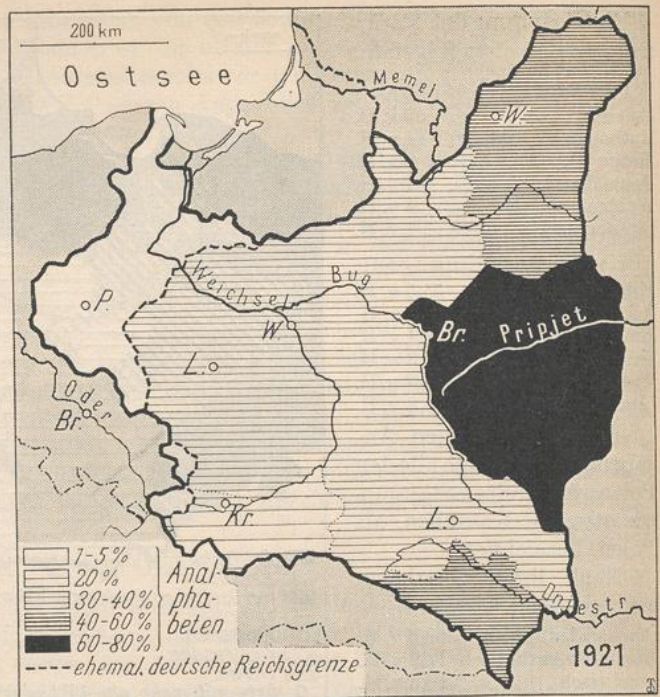 200 km
Ostsee
Memel
W.
Weichsel
Bug
P.
W.
Br.
Pripjet
L.
Oder
Br.
Kr.
L.
Dnjestr
1-5%
20%
30-40%
40-60%
60-80%
Anal-
pha-
beten
ehemal. deutsche Reichsgrenze
1921